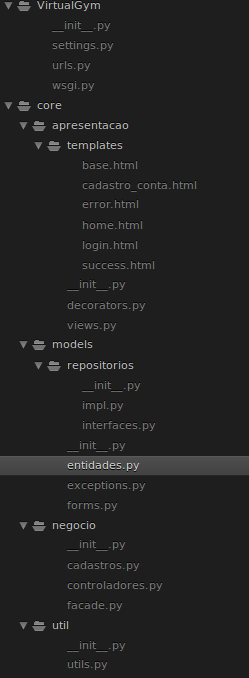 VirtualGym
__init__.py
settings.py
urls.py
wsgi.py
core
apresentacao
templates
base.html
cadastro_conta.html
error.html
home.html
login.html
success.html
__init__.py
decorators.py
views.py
models
repositorios
__init__.py
impl.py
interfaces.py
__init__.py
entidades.py
exceptions.py
forms.py
negocio
__init__.py
cadastros.py
controladores.py
facade.py
util
__init__.py
utils.py